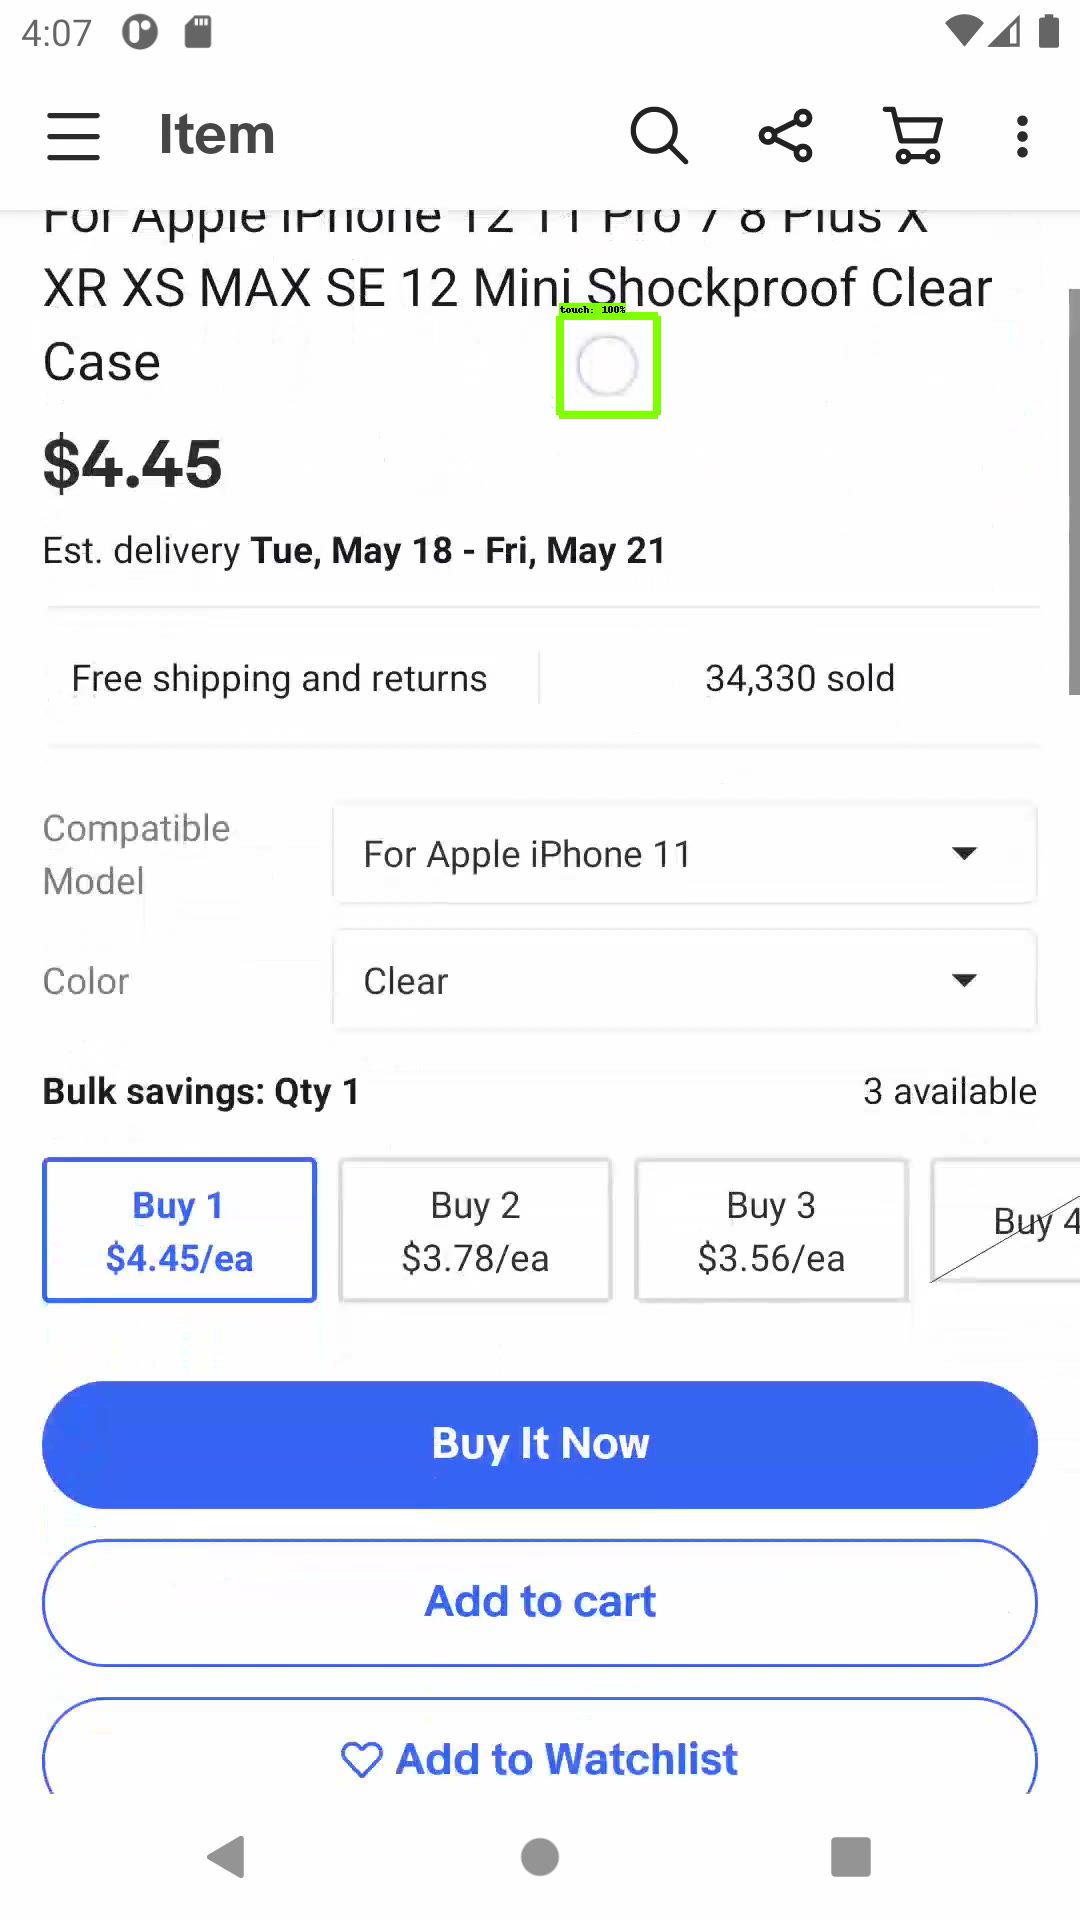 4:07
Item
For Apple iPhone 12 11 Pro 7 8 Plus X
XR XS MAX SE 12 Mini Shockproof Clear
Case
touch: 100%
$4.45
Est. delivery Tue, May 18 - Fri, May 21
Free shipping and returns
34,330 sold
Compatible
Model
For Apple iPhone 11
Color
Clear
Bulk savings: Qty 1
3 available
Buy 1
$4.45/ea
Buy 2
$3.78/ea
Buy 3
$3.56/ea
Buy 4
Buy It Now
Add to cart
Add to Watchlist